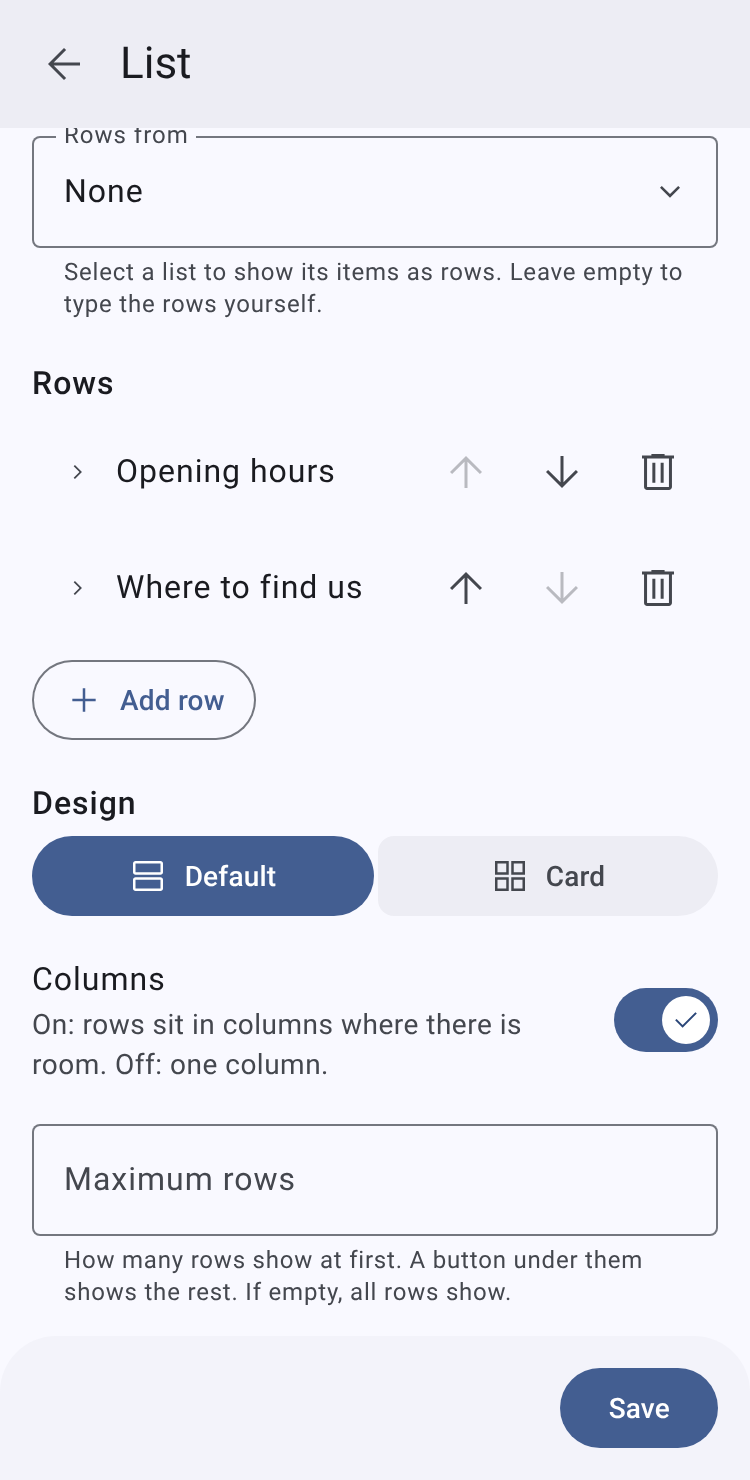 List
Rows from
None
Select a list to show its items as rows. Leave empty to
type the rows yourself.
Rows
Opening hours
Where to find us
Add row
Design
Default
Card
Columns
On: rows sit in columns where there is
room. Off: one column.
Maximum rows
How many rows show at first. A button under them
shows the rest. If empty, all rows show.
Save